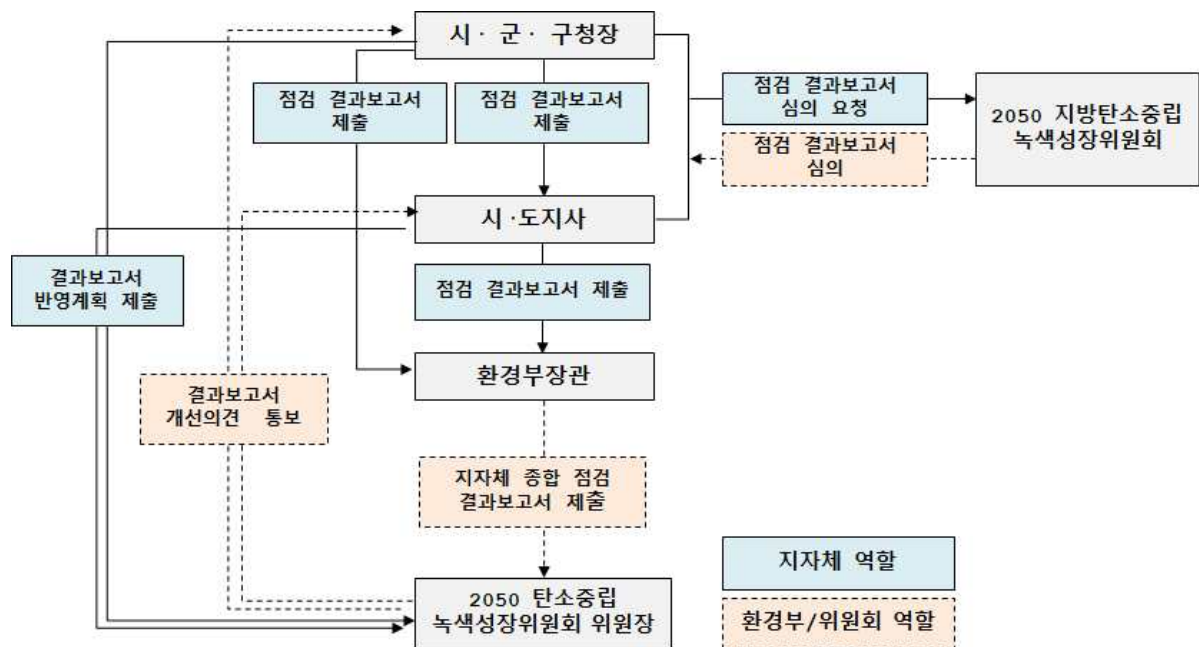 시· 군· 구청장
점검 결과보고서
제출
점검 결과보고서
제출
점검 결과보고서
심의 요청
2050 지방탄소중립
녹색성장위원회
점검 결과보고서
심의
시 ·도지사
결과보고서
반영계획 제출
점검 결과보고서 제출
환경부장관
결과보고서
개선의견 통보
지자체 종합 점검
결과보고서 제출
지자체 역할
2050 탄소중립
녹색성장위원회 위원장
환경부/위원회 역할